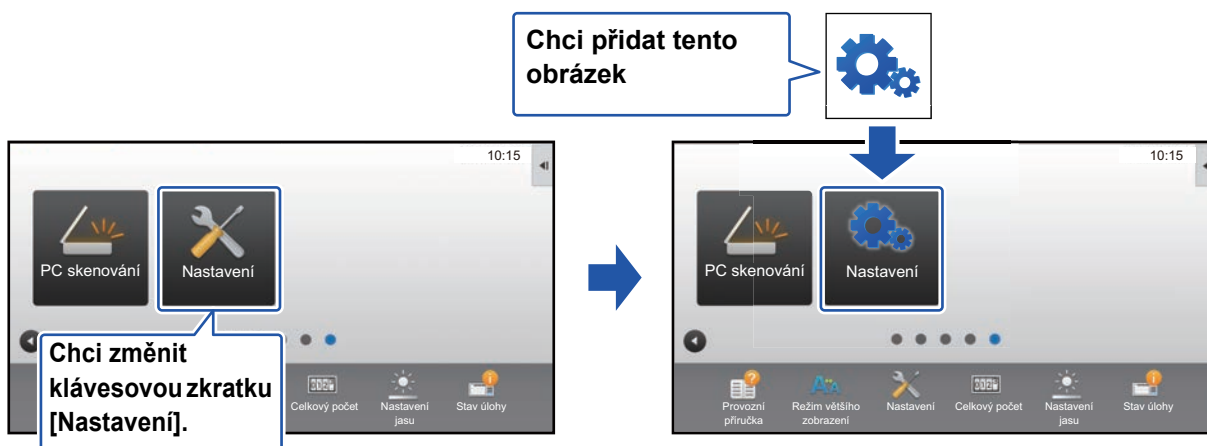 Chci přidat tento
obrázek
10:15
PC skenování
Nastavení
Chci změnit
klávesovou zkratku
[Nastavení].
Celkový počet
Nastavení
jasu
Stav úlohy
10:15
PC skenování
Nastavení
Provozní
příručka
Režim většího
zobrazení
Nastavení
Celkový počet
Nastavení
jasu
Stav úlohy